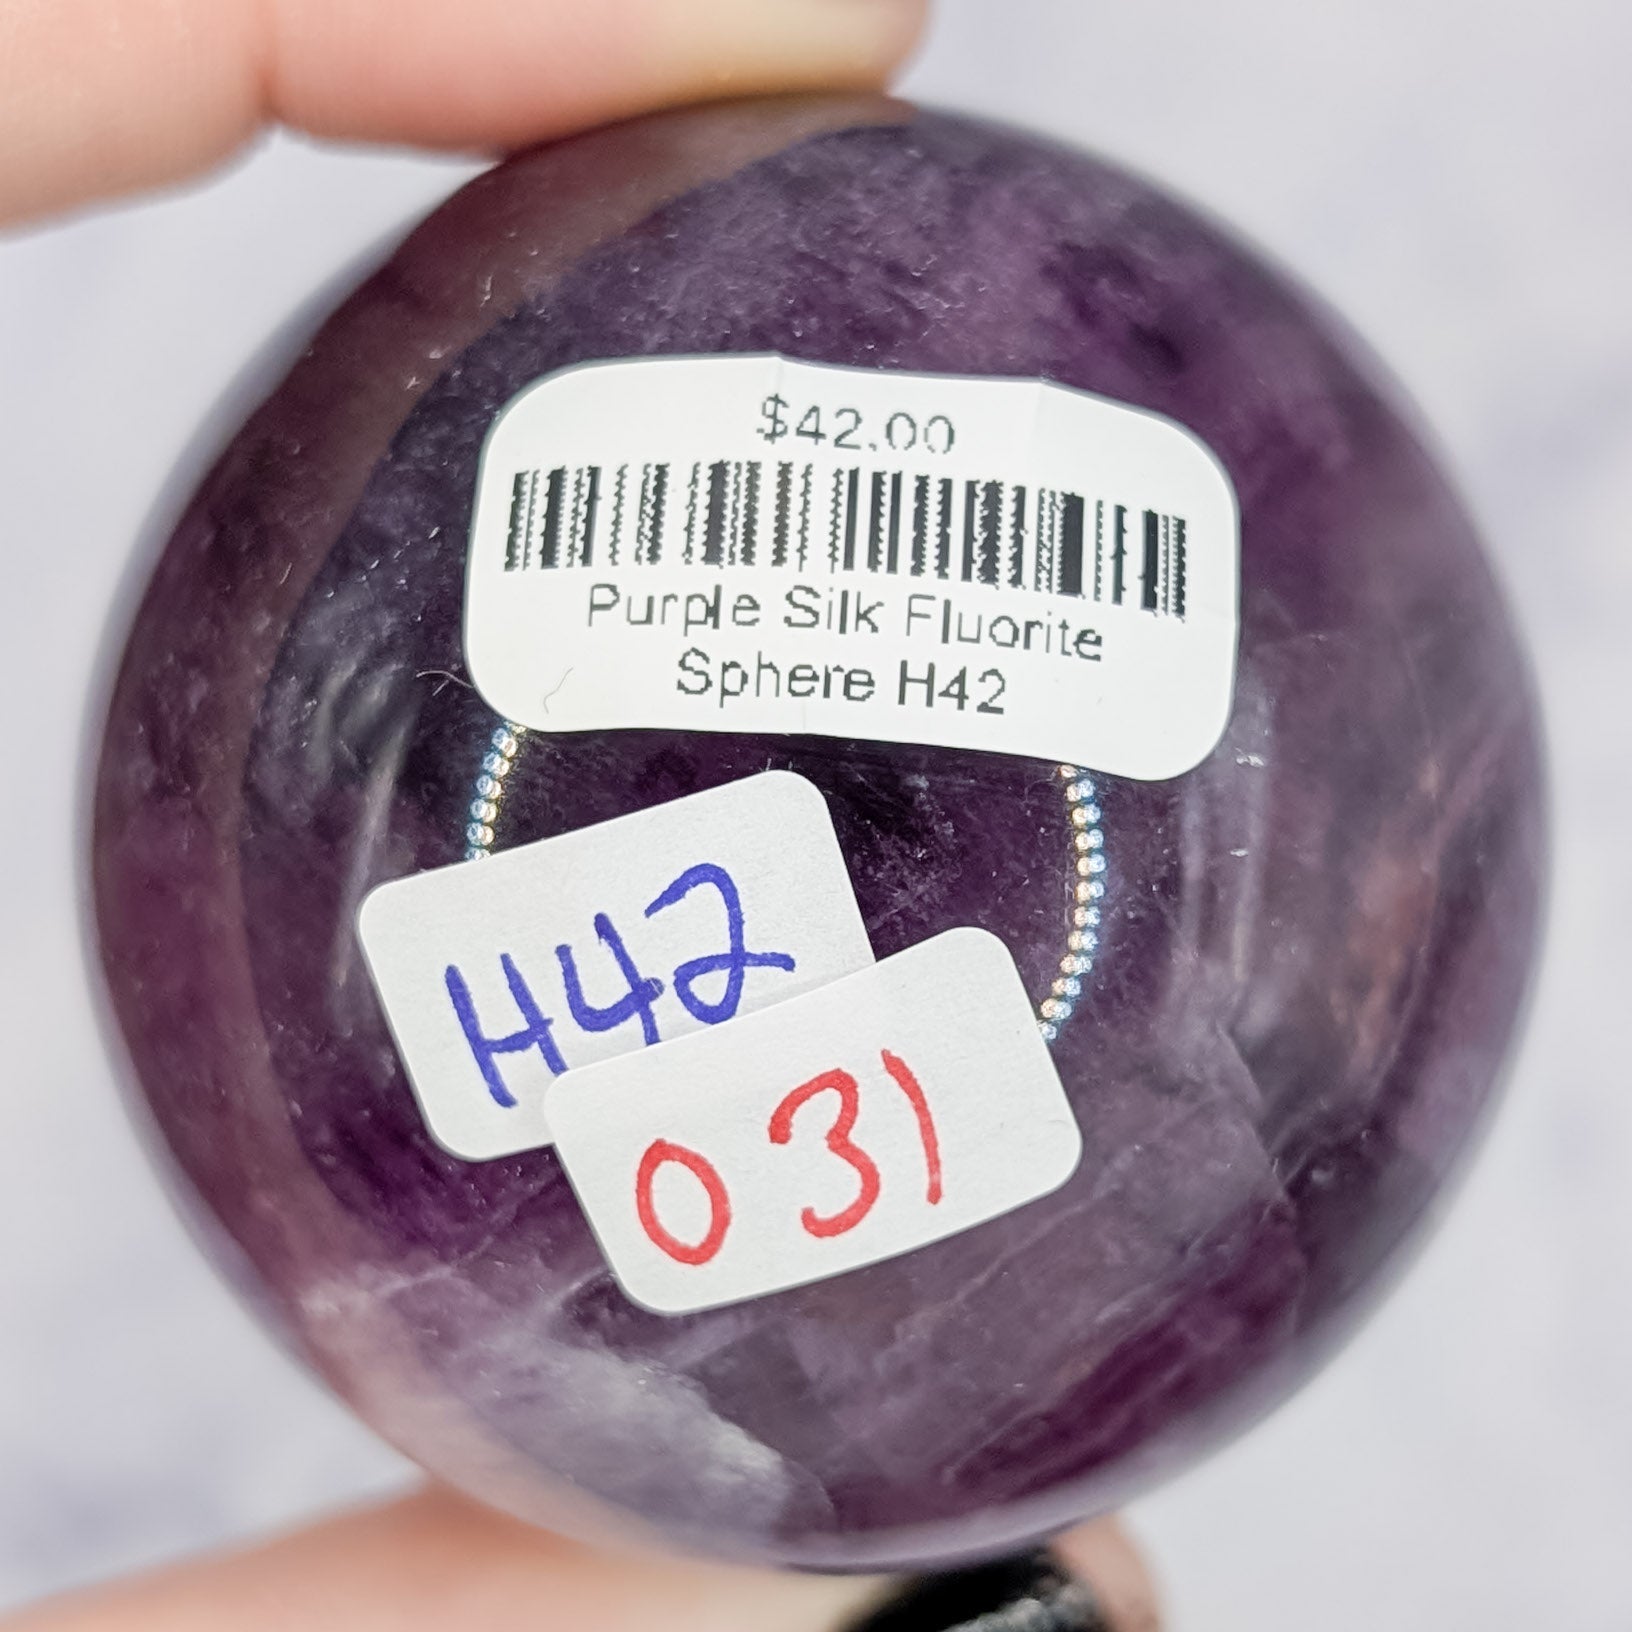 $42.00
Purple Silk Fluorite
Sphere H42
H42
031